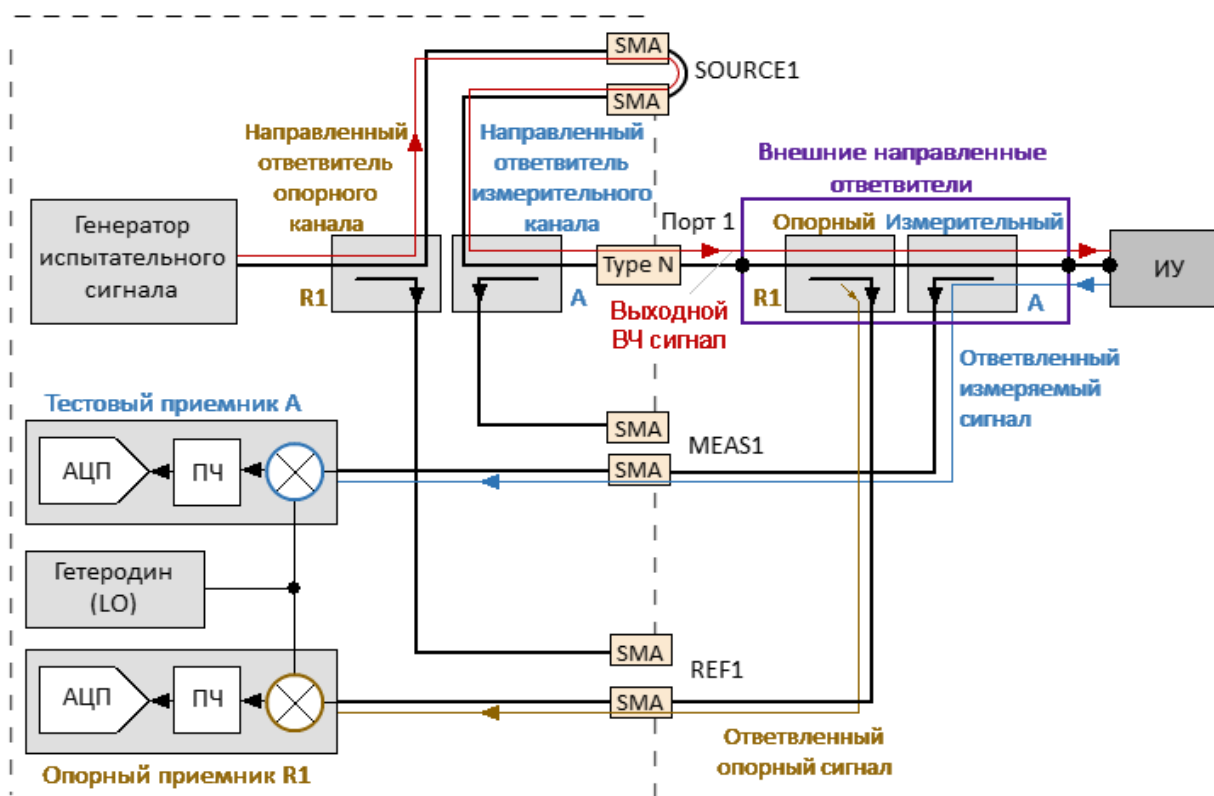 SMA
SOURCE1
SMA
Направленный
ответвитель
опорного
канала
Направленный
ответвитель
измерительного
канала
Внешние направленные
ответвители
Генератор
испытательного
сигнала
Порт 1
Опорный
Измерительный
R1
A
Type N
R1
A
ИУ
Выходной
ВЧ сигнал
Ответвленный
измеряемый
сигнал
Тестовый приемник А
АЦП
ПЧ
SMA
MEAS1
SMA
Гетеродин
(LO)
SMA
REF1
SMA
АЦП
ПЧ
Ответвленный
опорный сигнал
Опорный приемник R1